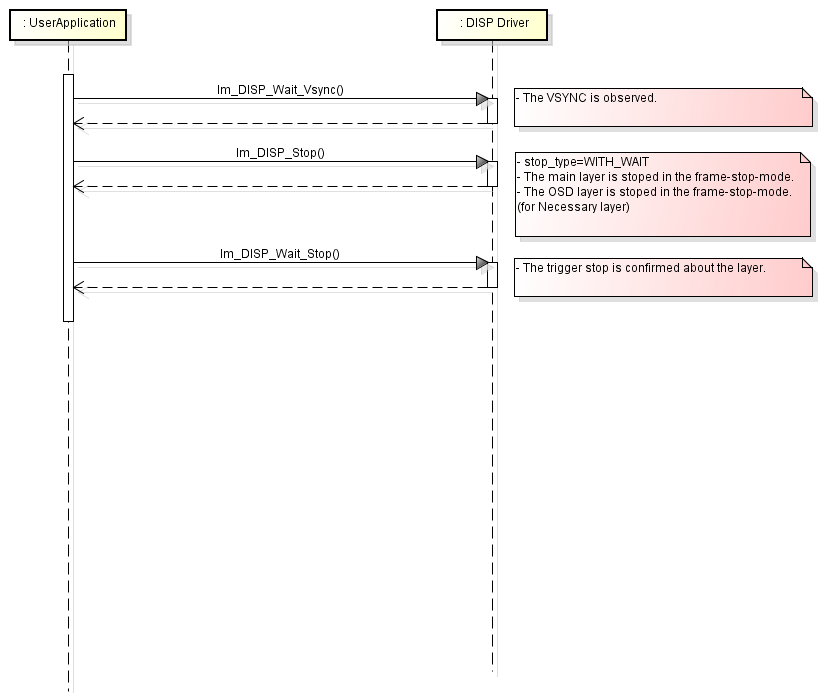 : UserApplication
: DISP Driver
Im_DISP_Wait_Vsync()
- The VSYNC is observed.
Im_DISP_Stop()
- stop_type=WITH_WAIT
- The main layer is stoped in the frame-stop-mode.
- The OSD layer is stoped in the frame-stop-mode.
(for Necessary layer)
Im_DISP_Wait_Stop()
- The trigger stop is confirmed about the layer.